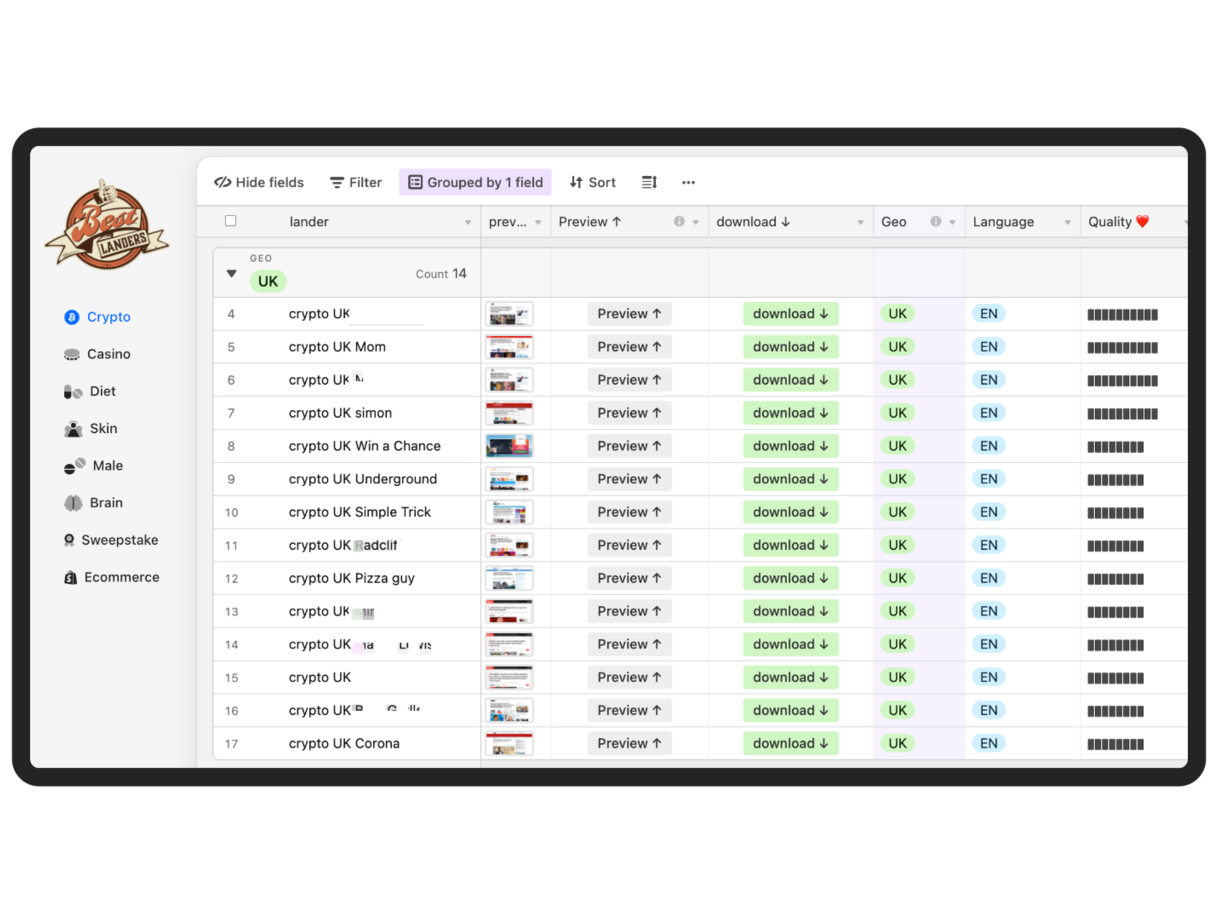 Best
LANDERS
Crypto
Casino
Diet
Skin
Male
Brain
Sweepstake
Ecommerce
Hide fields Filter Grouped by 1 field Sort ...
lander prev... Preview ↑ download ↓ Geo Language Quality ❤️
GEO
UK Count 14
4 crypto UK Preview ↑ download ↓ UK EN
5 crypto UK Mom Preview ↑ download ↓ UK EN
6 crypto UK Preview ↑ download ↓ UK EN
7 crypto UK simon Preview ↑ download ↓ UK EN
8 crypto UK Win a Chance Preview ↑ download ↓ UK EN
9 crypto UK Underground Preview ↑ download ↓ UK EN
10 crypto UK Simple Trick Preview ↑ download ↓ UK EN
11 crypto UK Radclif Preview ↑ download ↓ UK EN
12 crypto UK Pizza guy Preview ↑ download ↓ UK EN
13 crypto UK Preview ↑ download ↓ UK EN
14 crypto UK Preview ↑ download ↓ UK EN
15 crypto UK Preview ↑ download ↓ UK EN
16 crypto UK Preview ↑ download ↓ UK EN
17 crypto UK Corona Preview ↑ download ↓ UK EN